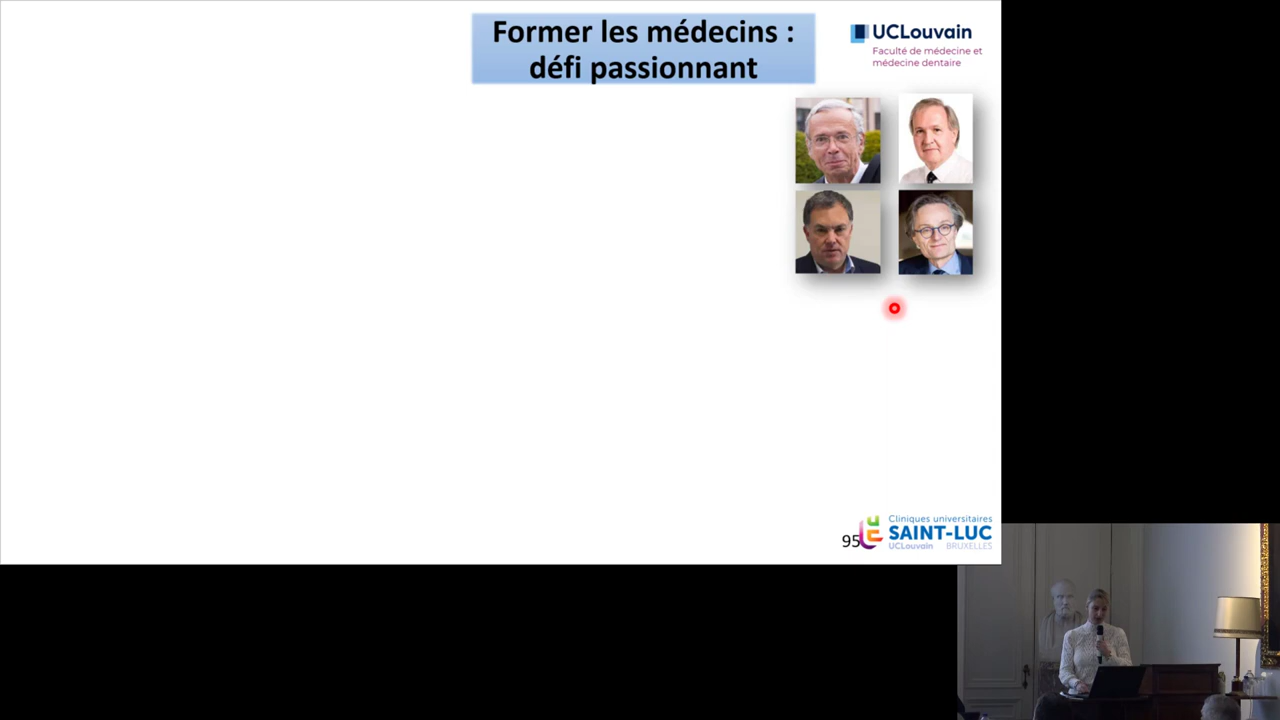 Former les médecins :
défi passionnant
UCLouvain
Faculté de médecine et
médecine dentaire
95
Cliniques universitaires
SAINT-LUC
UCLouvain BRUXELLES